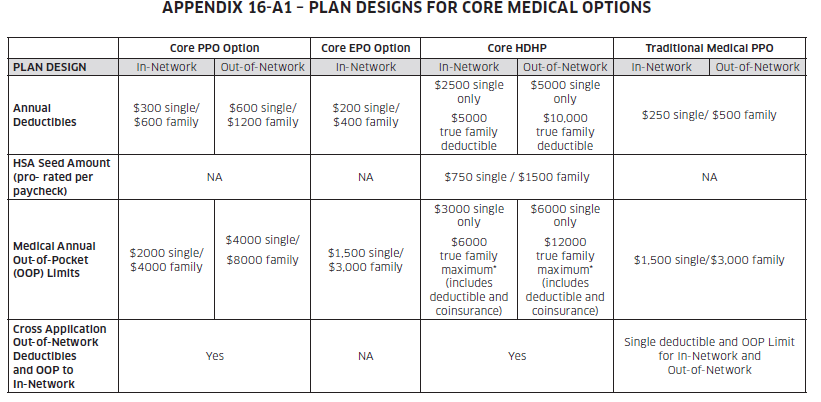 APPENDIX 16-A1 – PLAN DESIGNS FOR CORE MEDICAL OPTIONS
Core PPO Option Core EPO Option Core HDHP Traditional Medical PPO
PLAN DESIGN In-Network Out-of-Network In-Network In-Network Out-of-Network In-Network Out-of-Network
Annual
Deductibles
$300 single/
$600 family
$600 single/
$1200 family
$200 single/
$400 family
$2500 single
only
$5000
true family
deductible
$5000 single
only
$10,000
true family
deductible
$250 single/ $500 family
HSA Seed Amount
(pro- rated per
paycheck)
NA
NA
$750 single / $1500 family
NA
Medical Annual
Out-of-Pocket
(OOP) Limits
$2000 single/
$4000 family
$4000 single/
$8000 family
$1,500 single/
$3,000 family
$3000 single
only
$6000
true family
maximum*
(includes
deductible and
coinsurance)
$6000 single
only
$12000
true family
maximum*
(includes
deductible and
coinsurance)
$1,500 single/$3,000 family
Cross Application
Out-of-Network
Deductibles
and OOP to
In-Network
Yes
NA
Yes
Single deductible and OOP Limit
for In-Network and
Out-of-Network